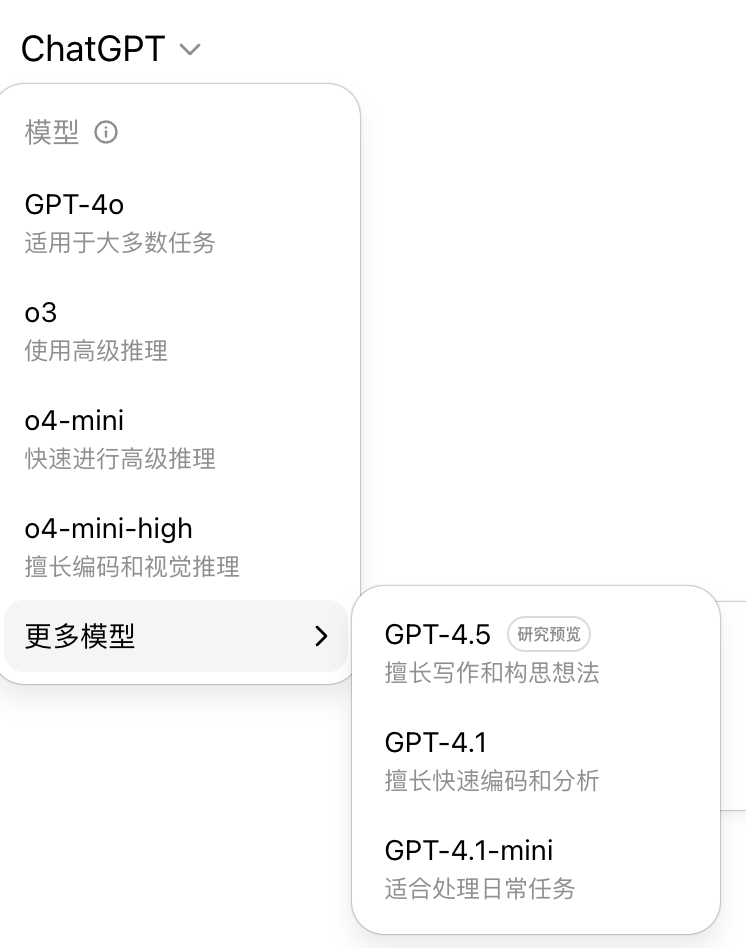 ChatGPT
模型
GPT-4o
适用于大多数任务
o3
使用高级推理
o4-mini
快速进行高级推理
o4-mini-high
擅长编码和视觉推理
更多模型
GPT-4.5 研究预览
擅长写作和构思想法
GPT-4.1
擅长快速编码和分析
GPT-4.1-mini
适合处理日常任务